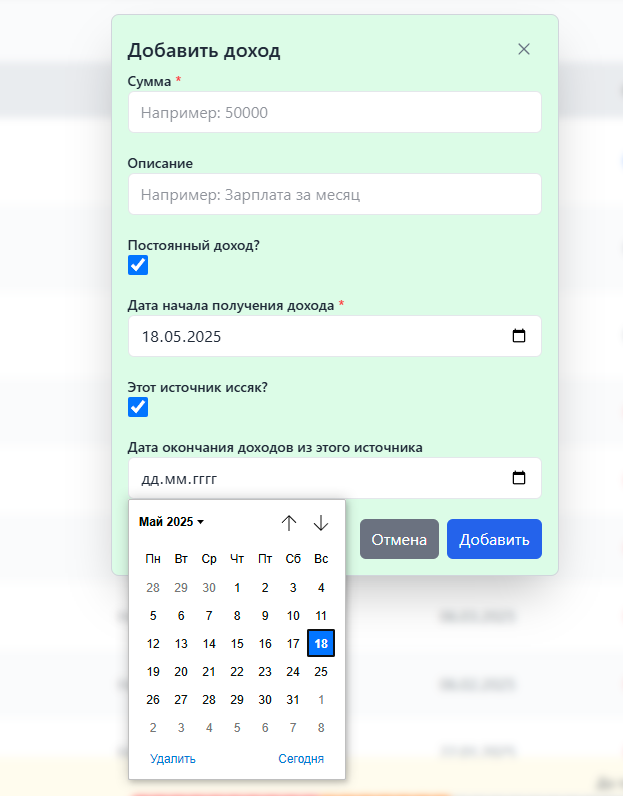 Добавить доход
Сумма *
Например: 50000
Описание
Например: Зарплата за месяц
Постоянный доход?
Дата начала получения дохода *
18.05.2025
Этот источник иссяк?
Дата окончания доходов из этого источника
дд.мм.гггг
Май 2025
Отмена Добавить
Пн Вт Ср Чт Пт Сб Вс
28 29 30 1 2 3 4
5 6 7 8 9 10 11
12 13 14 15 16 17 18
19 20 21 22 23 24 25
26 27 28 29 30 31 1
2 3 4 5 6 7 8
Удалить Сегодня